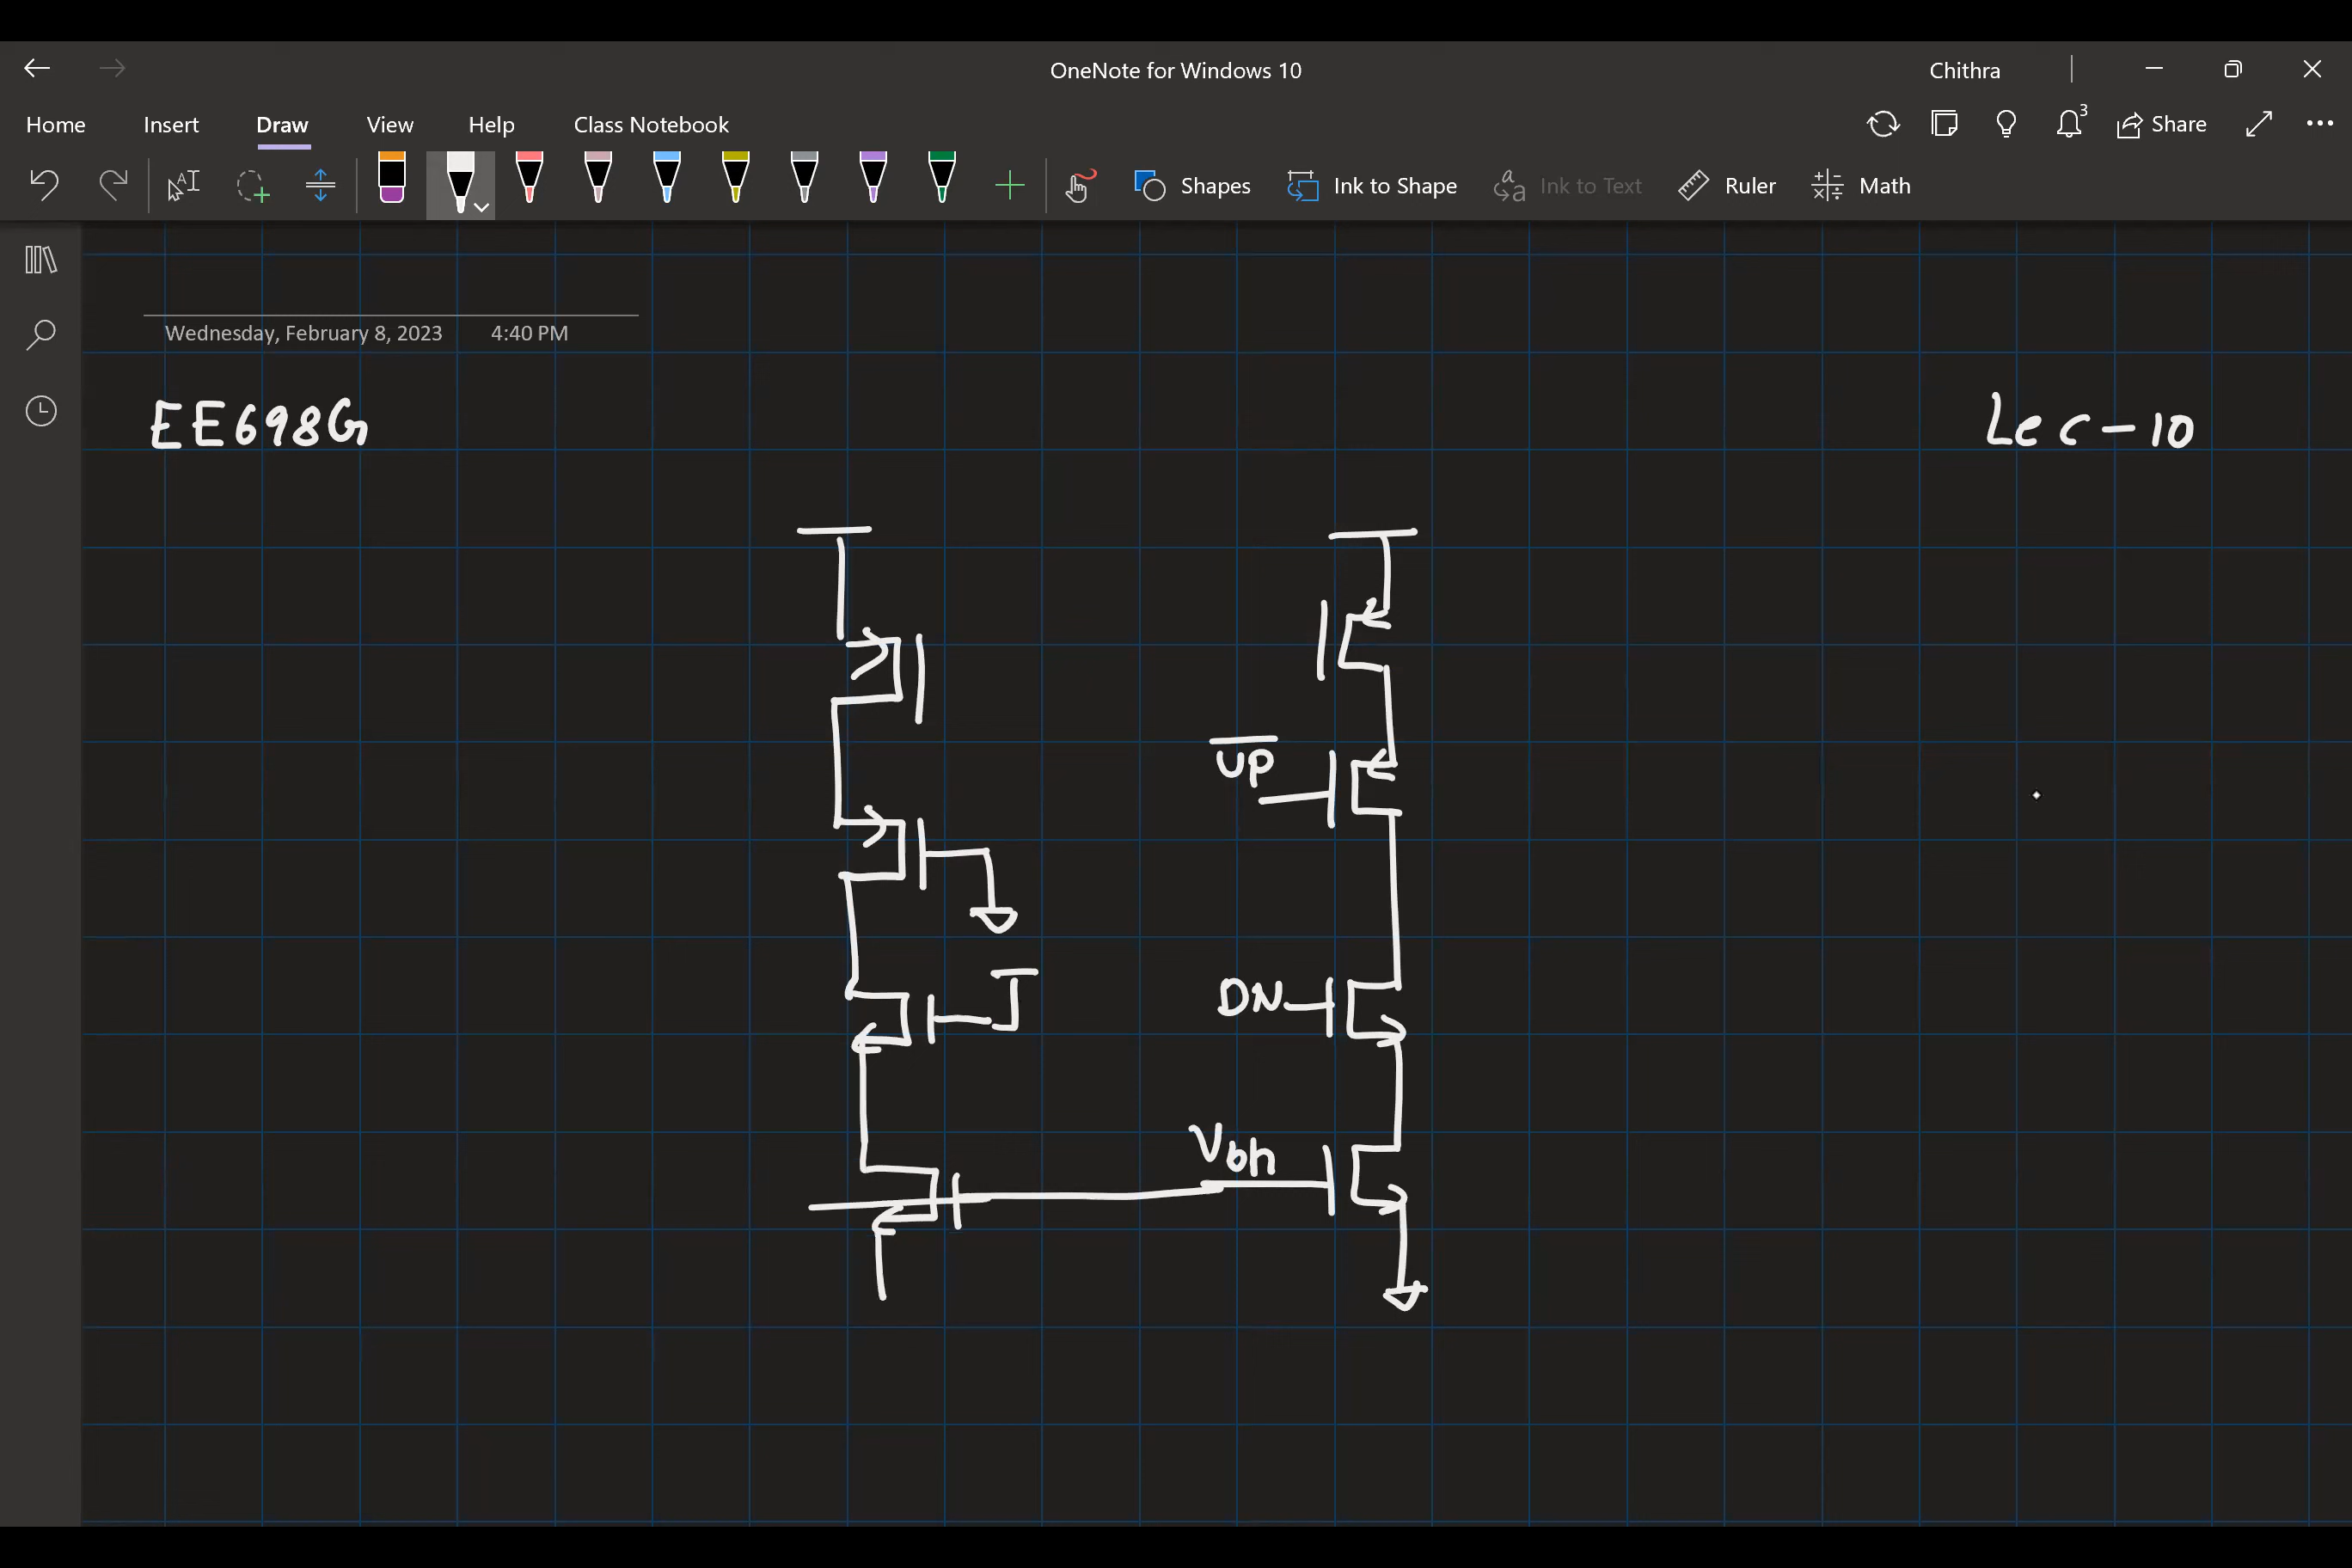 OneNote for Windows 10
Chithra
Home Insert Draw View Help Class Notebook
3
Share
Shapes Ink to Shape Ink to Text Ruler Math
Wednesday, February 8, 2023 4:40 PM
EE698G
Lec-10
UP
DN
Vbn